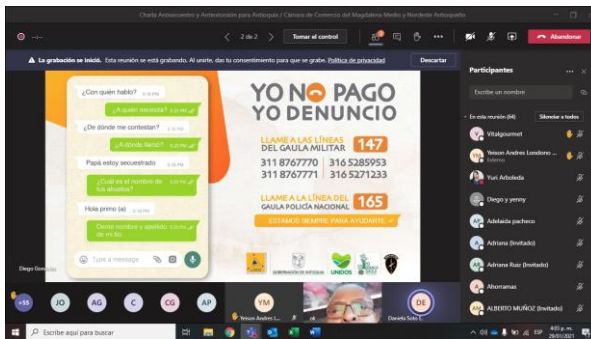 Charla Antisecuestro y Antiextorsión para Antioquia / Cámara de Comercio del Magdalena Medio y Nordeste Antioqueño
--:--
2 de 2
Tomar el control
Abandonar
La grabación se inició. Esta reunión se está grabando. Al unirte, das tu consentimiento para que se grabe. Política de privacidad
Descartar
¿Con quién hablo?
¿A quién necesita?
¿De dónde me contestan?
¿A dónde llamó?
Papá estoy secuestrado
¿Cuál es el nombre de
tus abuelos?
Hola primo (a)
Deme nombre y apellido
de mi tío
Type a message
YO NO PAGO
YO DENUNCIO
LLAME A LAS LÍNEAS
DEL GAULA MILITAR 147
311 8767770 316 5285953
311 8767771 316 5271233
LLAME A LA LÍNEA DEL
GAULA POLICÍA NACIONAL 165
ESTAMOS SIEMPRE PARA AYUDARTE
GOBERNACIÓN DE ANTIOQUIA
UNIDOS
Participantes
Escribe un nombre
En esta reunión (64)
Silenciar a todos
Vitalgourmet
Yeison Andres Londono ...
Externo
Yuri Arboleda
Diego y yenny
AP Adelaida pacheco
Adriana (Invitado)
Adriana Ruiz (Invitado)
Ahorramas
ALBERTO MUÑOZ (Invitado)
+55
JO
AG
C
CG
AP
YM
Yeison Andres L...
DE
Daniela Soto E...
Escribe aquí para buscar
ESP
4:03 p. m.
29/01/2021